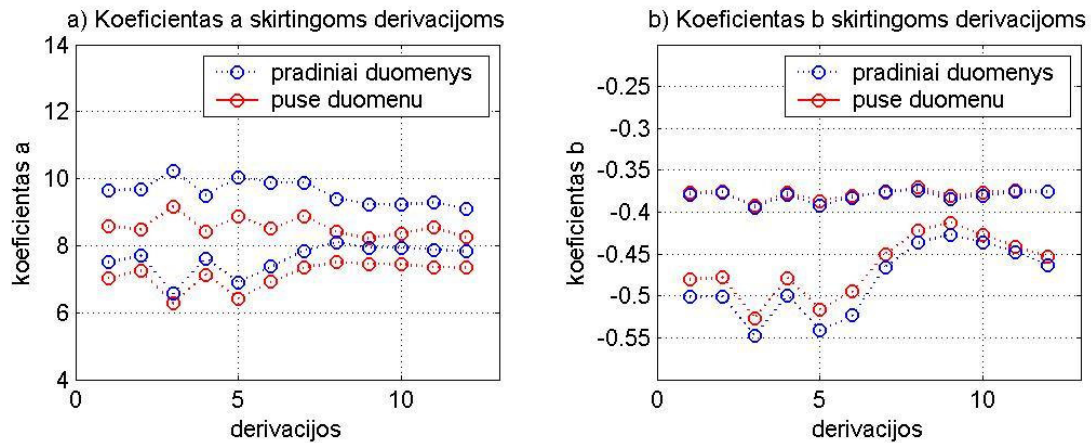 a) Koeficientas a skirtingoms derivacijoms
14
12
10
8
6
4
koeficientas a
pradiniai duomenys
puse duomenu
0
5
10
derivacijos
b) Koeficientas b skirtingoms derivacijoms
-0.25
-0.3
-0.35
-0.4
-0.45
-0.5
-0.55
koeficientas b
pradiniai duomenys
puse duomenu
0
5
10
derivacijos